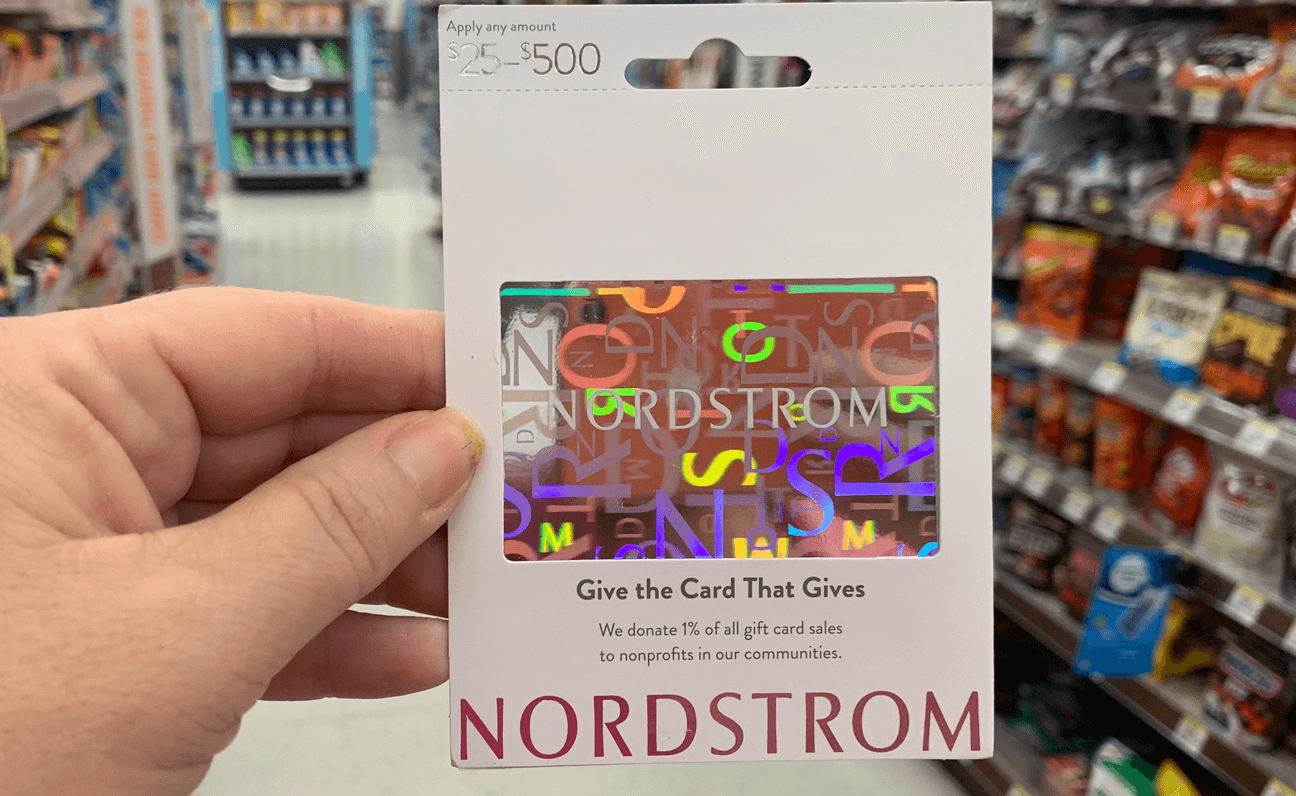 Apply any amount
$25–$500
NORDSTROM
Give the Card That Gives
We donate 1% of all gift card sales
to nonprofits in our communities.
NORDSTROM